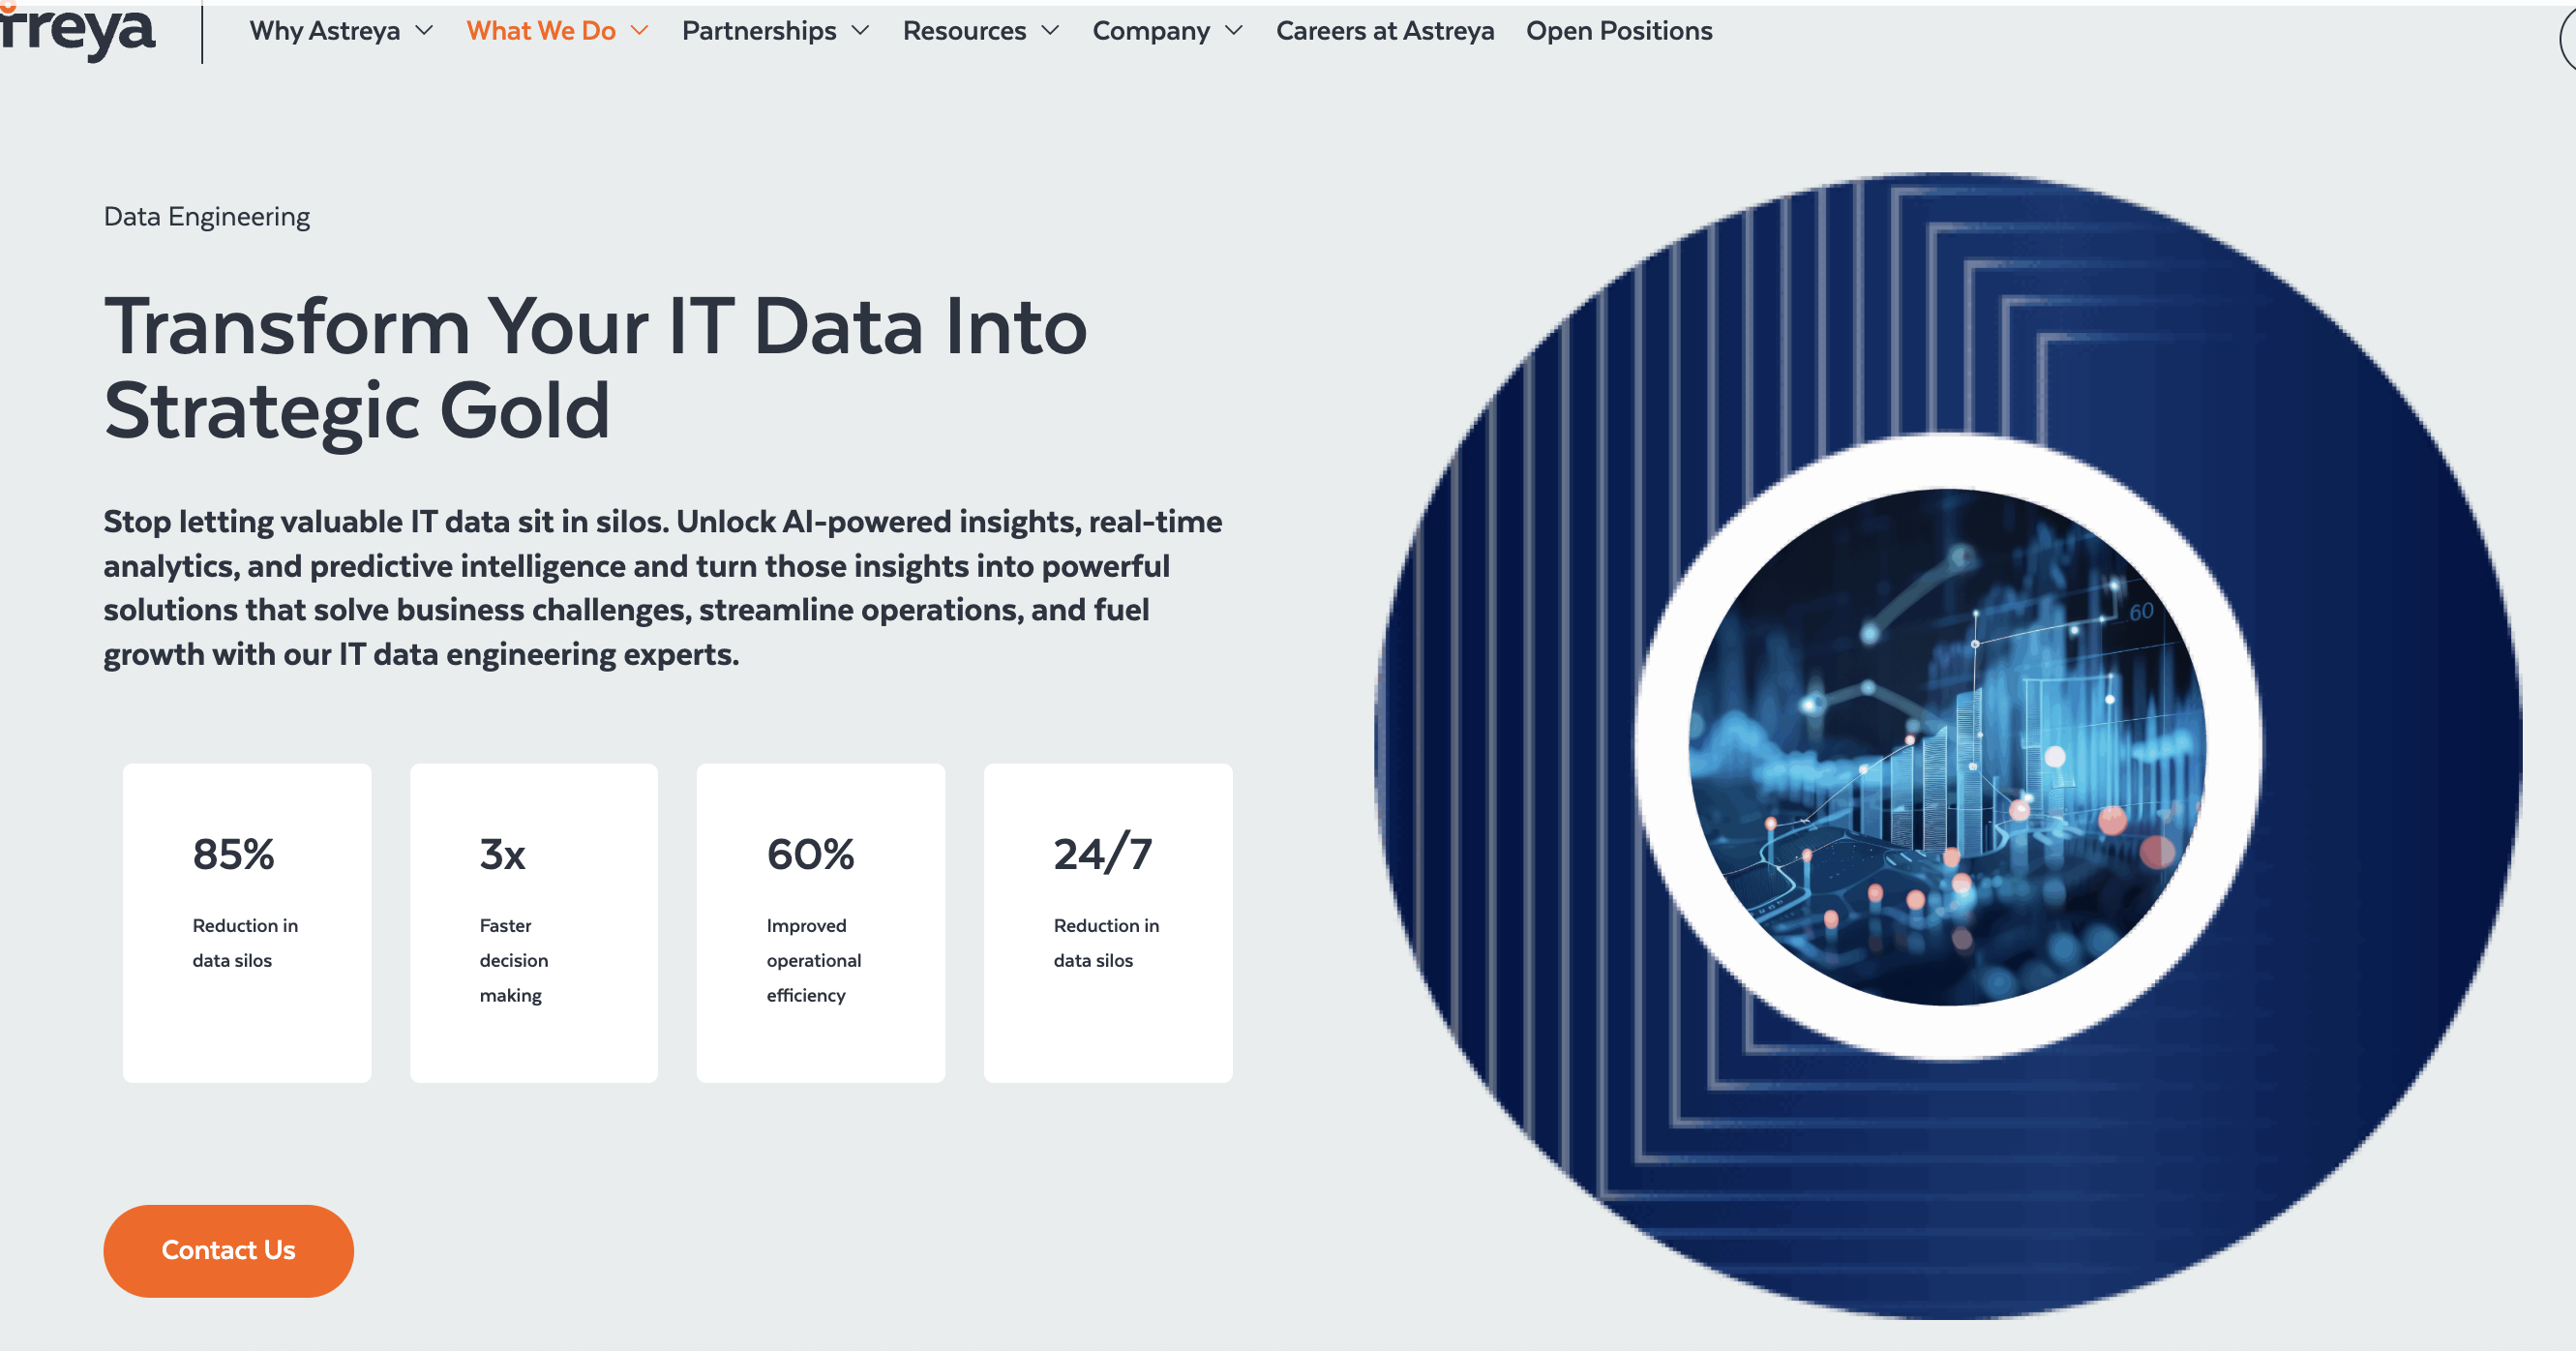 Why Astreya What We Do Partnerships Resources Company Careers at Astreya Open Positions
Data Engineering
Transform Your IT Data Into
Strategic Gold
Stop letting valuable IT data sit in silos. Unlock AI-powered insights, real-time
analytics, and predictive intelligence and turn those insights into powerful
solutions that solve business challenges, streamline operations, and fuel
growth with our IT data engineering experts.
60
85%
Reduction in
data silos
3x
Faster
decision
making
60%
Improved
operational
efficiency
24/7
Reduction in
data silos
Contact Us